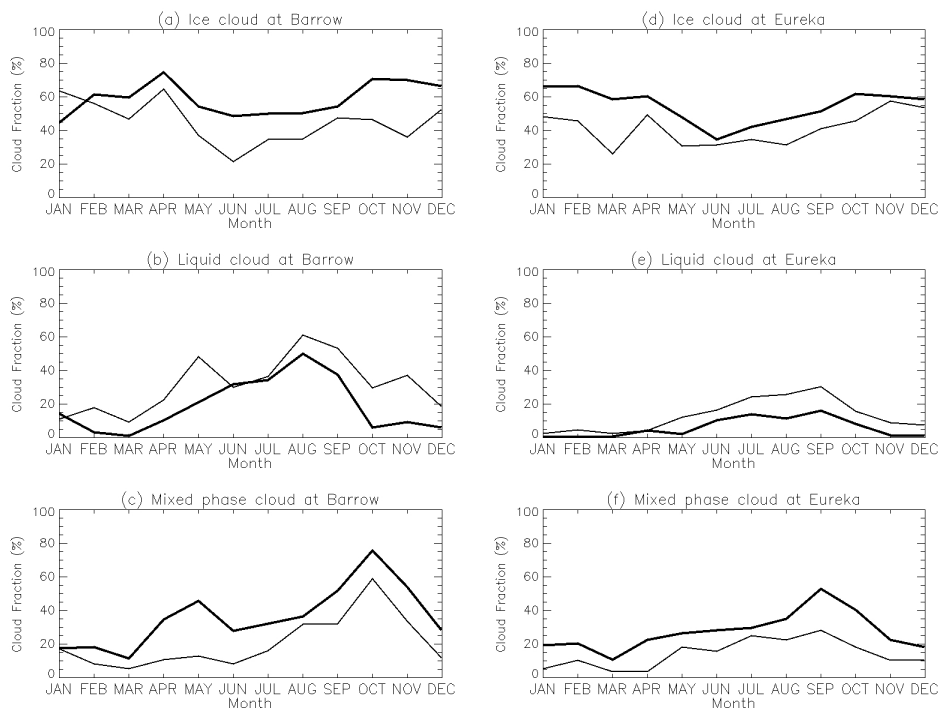 (a) Ice cloud at Barrow
100
80
60
40
20
0
Cloud Fraction (%)
JAN FEB MAR APR MAY JUN JUL AUG SEP OCT NOV DEC
Month
(d) Ice cloud at Eureka
100
80
60
40
20
0
Cloud Fraction (%)
JAN FEB MAR APR MAY JUN JUL AUG SEP OCT NOV DEC
Month
(b) Liquid cloud at Barrow
100
80
60
40
20
0
Cloud Fraction (%)
JAN FEB MAR APR MAY JUN JUL AUG SEP OCT NOV DEC
Month
(e) Liquid cloud at Eureka
100
80
60
40
20
0
Cloud Fraction (%)
JAN FEB MAR APR MAY JUN JUL AUG SEP OCT NOV DEC
Month
(c) Mixed phase cloud at Barrow
100
80
60
40
20
0
Cloud Fraction (%)
JAN FEB MAR APR MAY JUN JUL AUG SEP OCT NOV DEC
Month
(f) Mixed phase cloud at Eureka
100
80
60
40
20
0
Cloud Fraction (%)
JAN FEB MAR APR MAY JUN JUL AUG SEP OCT NOV DEC
Month